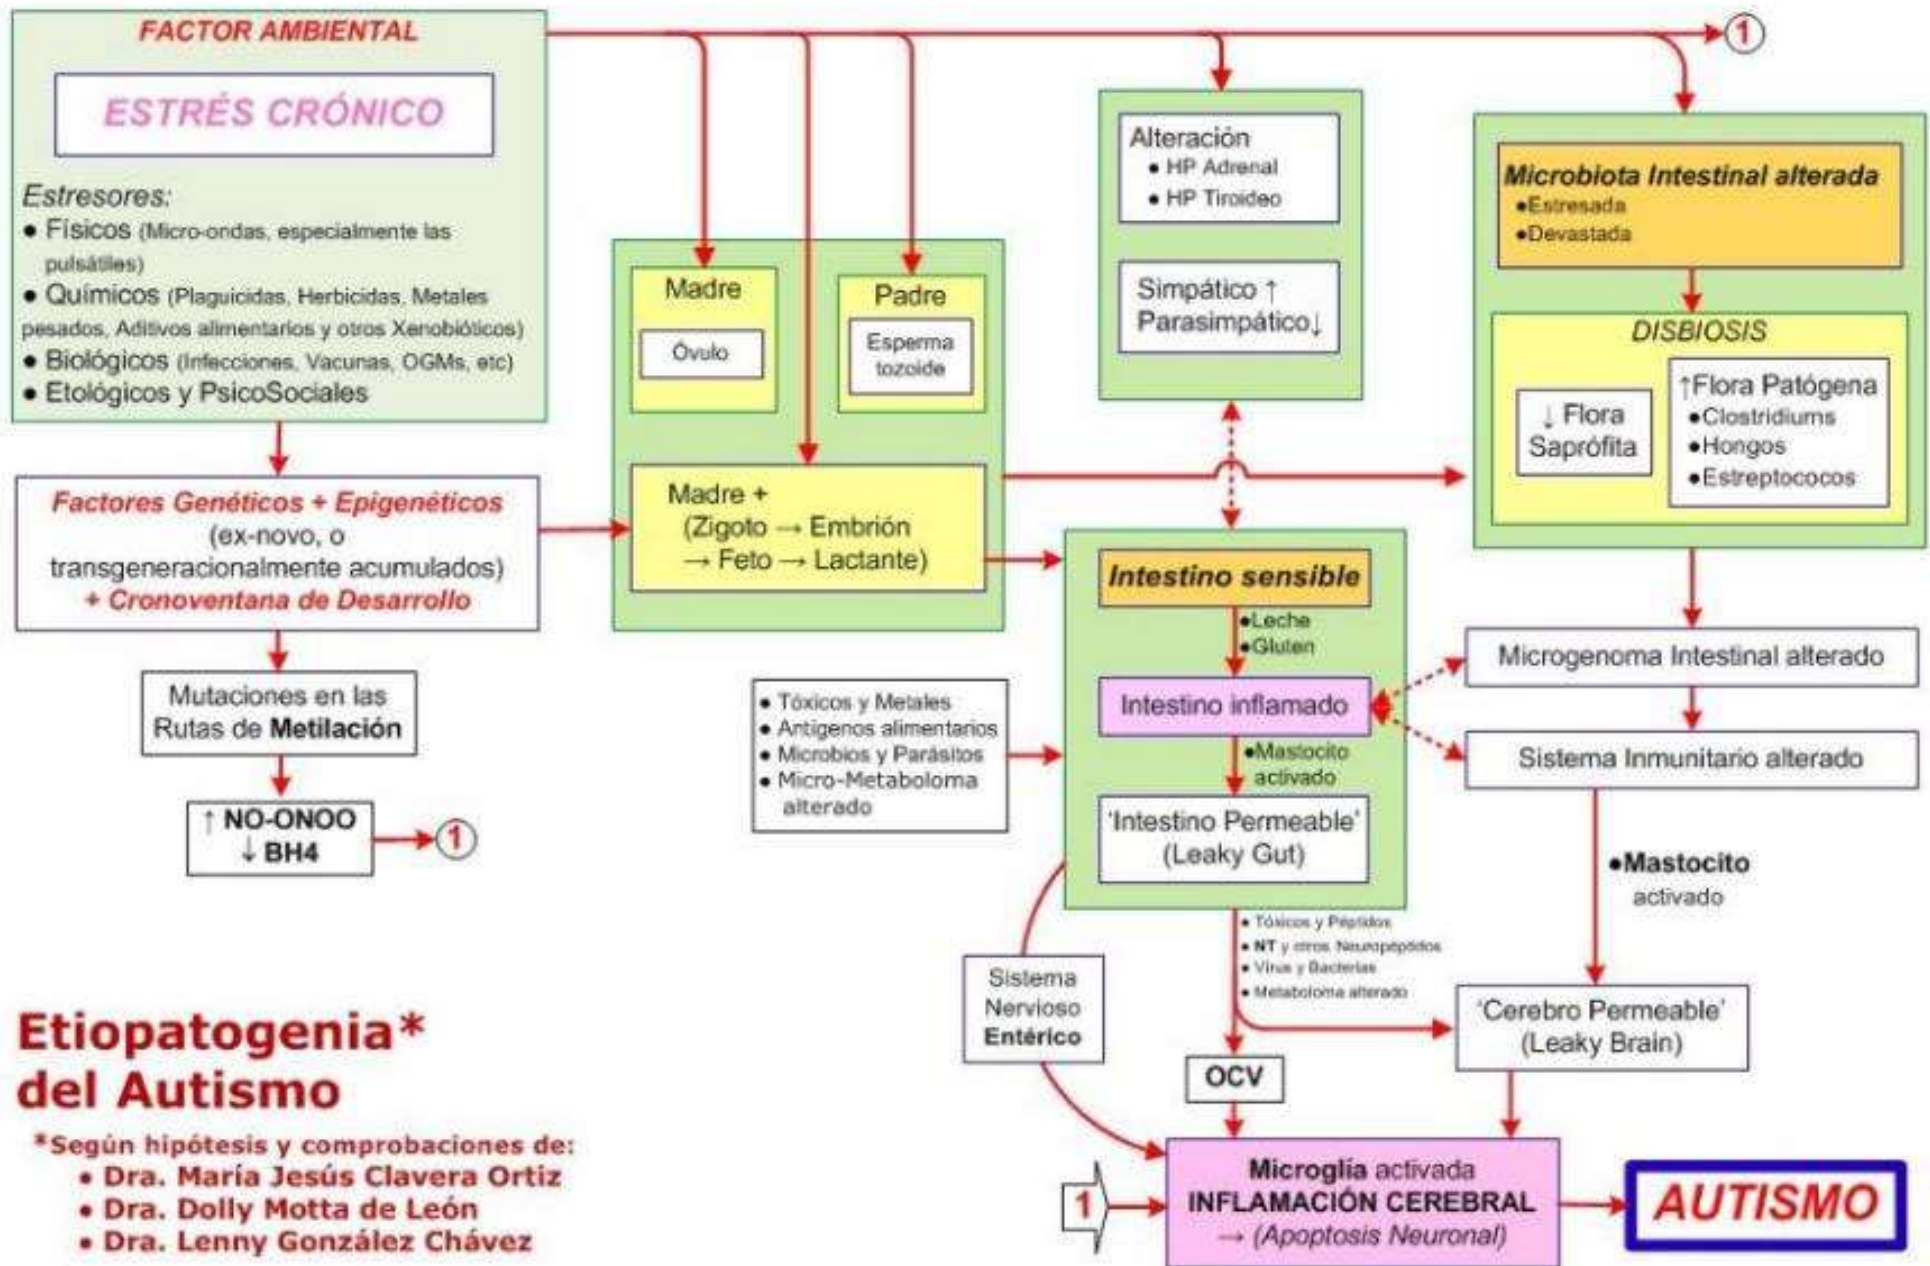 FACTOR AMBIENTAL
ESTRÉS CRÓNICO
Estresores:
● Físicos (Micro-ondas, especialmente las
pulsátiles)
● Químicos (Plaguicidas, Herbicidas, Metales
pesados, Aditivos alimentarios y otros Xenobióticos)
● Biológicos (Infecciones, Vacunas, OGMs, etc)
● Etológicos y PsicoSociales
1
Factores Genéticos + Epigenéticos
(ex-novo, o
transgeneracionalmente acumulados)
+ Cronoventana de Desarrollo
Mutaciones en las
Rutas de Metilación
↑ NO-ONOO
↓ BH4
1
Madre
Óvulo
Padre
Esperma
tozoide
Madre +
(Zigoto → Embrión
→ Feto → Lactante)
Alteración
● HP Adrenal
● HP Tiroideo
Simpático ↑
Parasimpático↓
Microbiota Intestinal alterada
●Estresada
●Devastada
DISBIOSIS
↓ Flora
Saprófita
↑Flora Patógena
●Clostridiums
●Hongos
●Estreptococos
Intestino sensible
●Leche
●Gluten
Intestino inflamado
●Mastocito
activado
'Intestino Permeable'
(Leaky Gut)
● Tóxicos y Metales
● Antígenos alimentarios
● Microbios y Parásitos
● Micro-Metaboloma
alterado
Microgenoma Intestinal alterado
Sistema Inmunitario alterado
●Mastocito
activado
● Tóxicos y Péptidos
● NT y otros Neuropéptidos
● Virus y Bacterias
● Metaboloma alterado
Sistema
Nervioso
Entérico
OCV
'Cerebro Permeable'
(Leaky Brain)
1
Microglía activada
INFLAMACIÓN CEREBRAL
→ (Apoptosis Neuronal)
AUTISMO
Etiopatogenia*
del Autismo
*Según hipótesis y comprobaciones de:
● Dra. María Jesús Clavera Ortiz
● Dra. Dolly Motta de León
● Dra. Lenny González Chávez